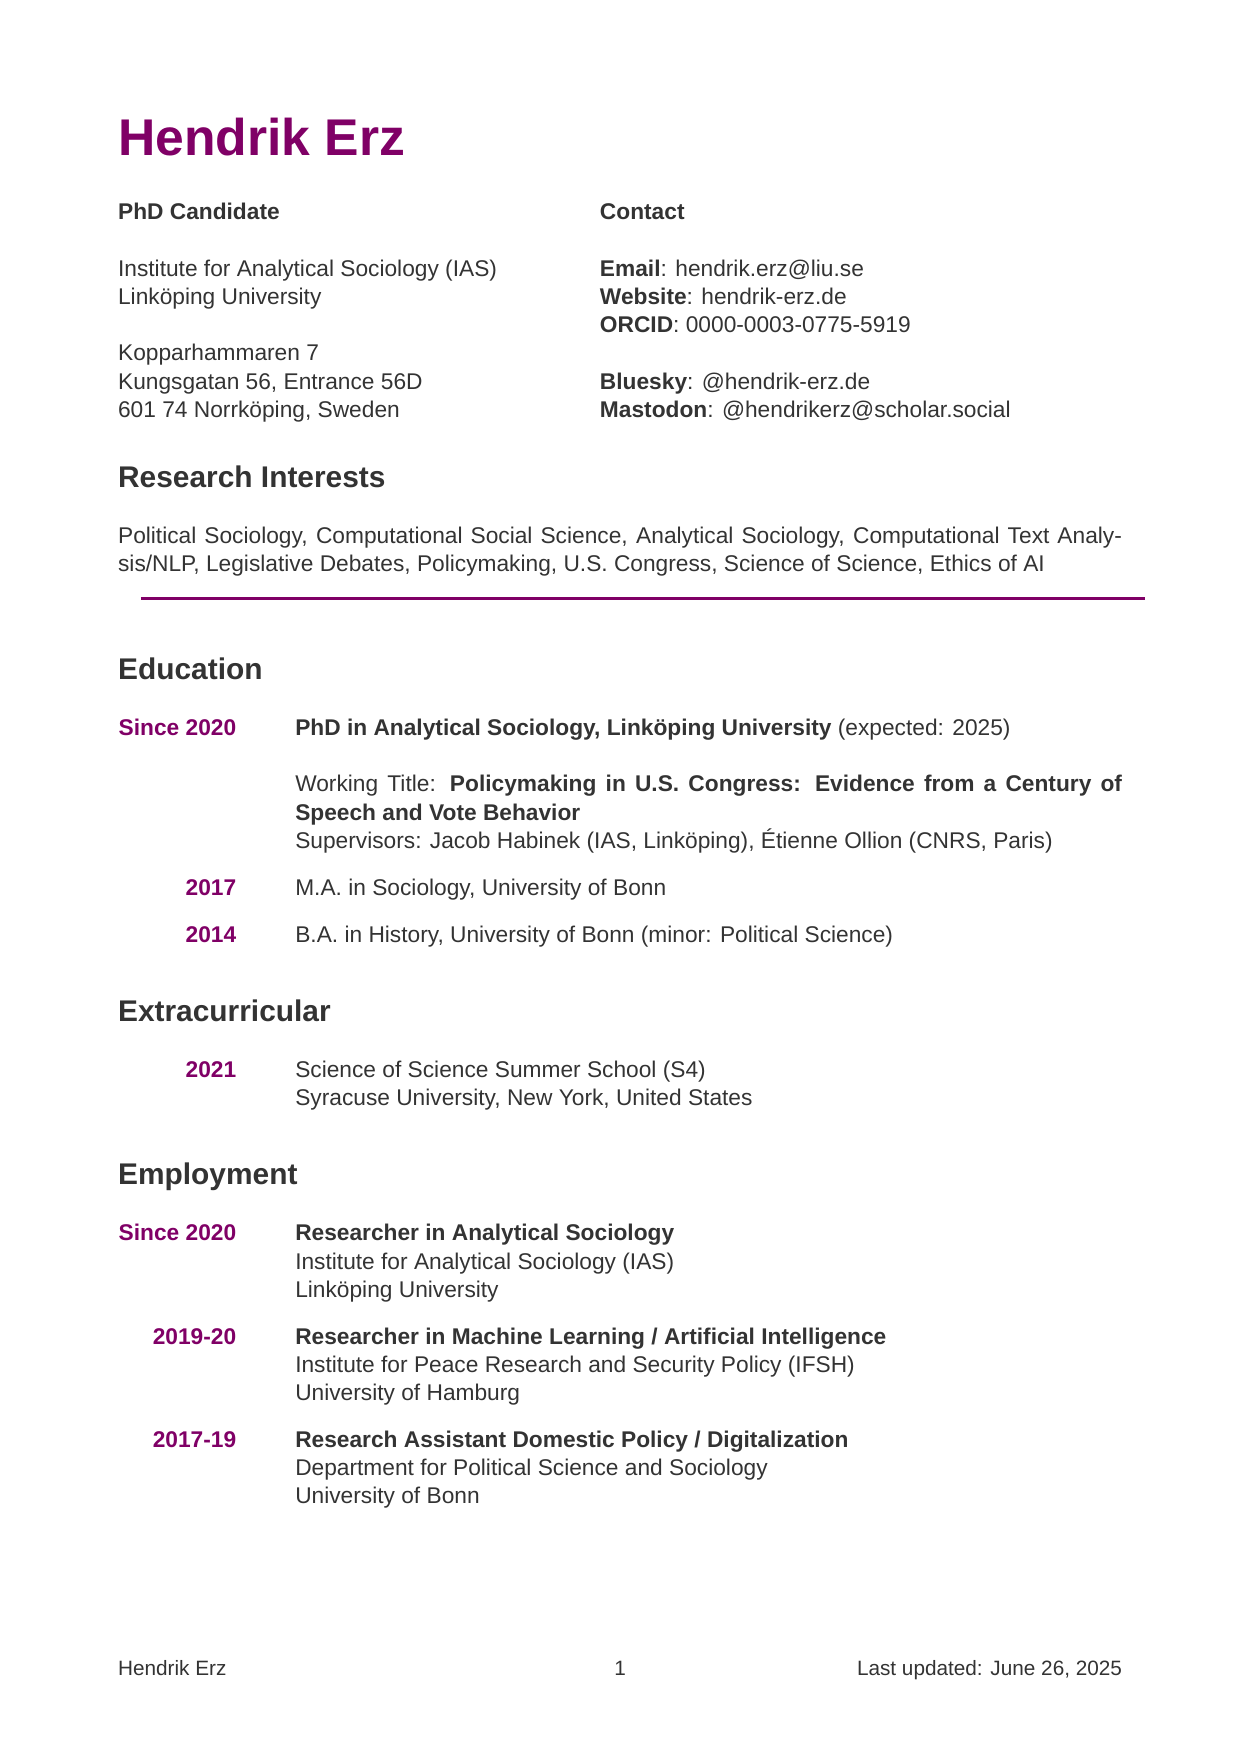 Hendrik Erz
PhD Candidate
Institute for Analytical Sociology (IAS)
Linköping University
Kopparhammaren 7
Kungsgatan 56, Entrance 56D
601 74 Norrköping, Sweden
Contact
Email: hendrik.erz@liu.se
Website: hendrik-erz.de
ORCID: 0000-0003-0775-5919
Bluesky: @hendrik-erz.de
Mastodon: @hendrikerz@scholar.social
Research Interests
Political Sociology, Computational Social Science, Analytical Sociology, Computational Text Analy-
sis/NLP, Legislative Debates, Policymaking, U.S. Congress, Science of Science, Ethics of AI
Education
Since 2020 PhD in Analytical Sociology, Linköping University (expected: 2025)
Working Title: Policymaking in U.S. Congress: Evidence from a Century of
Speech and Vote Behavior
Supervisors: Jacob Habinek (IAS, Linköping), Étienne Ollion (CNRS, Paris)
2017 M.A. in Sociology, University of Bonn
2014 B.A. in History, University of Bonn (minor: Political Science)
Extracurricular
2021 Science of Science Summer School (S4)
Syracuse University, New York, United States
Employment
Since 2020 Researcher in Analytical Sociology
Institute for Analytical Sociology (IAS)
Linköping University
2019-20 Researcher in Machine Learning / Artificial Intelligence
Institute for Peace Research and Security Policy (IFSH)
University of Hamburg
2017-19 Research Assistant Domestic Policy / Digitalization
Department for Political Science and Sociology
University of Bonn
Hendrik Erz 1 Last updated: June 26, 2025